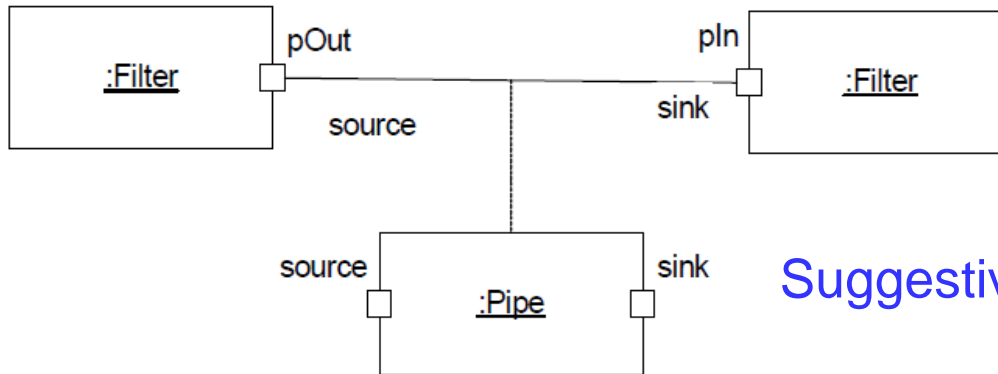 pOut
pIn
:Filter
:Filter
source
sink
source
sink
:Pipe